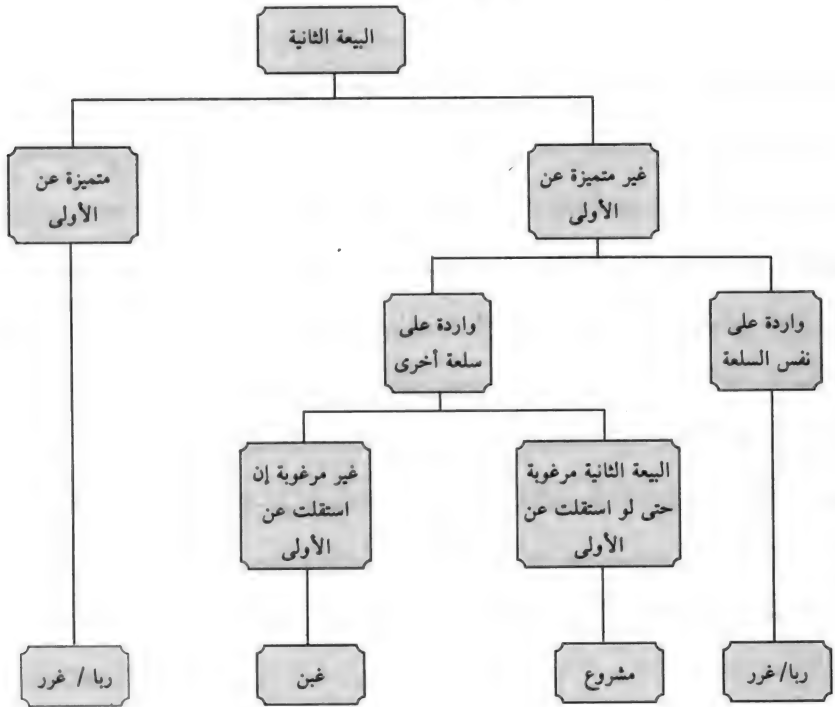 البيعة الثانية
غير متميزة عن
الأولى
متميزة عن
الأولى
واردة على
نفس السلعة
واردة على
سلعة أخرى
البيعة الثانية مرغوبة
حتى لو استقلت عن
الأولى
غير مرغوبة إن
استقلت عن
الأولى
ربا/غرر
مشروع
غبن
ربا / غرر